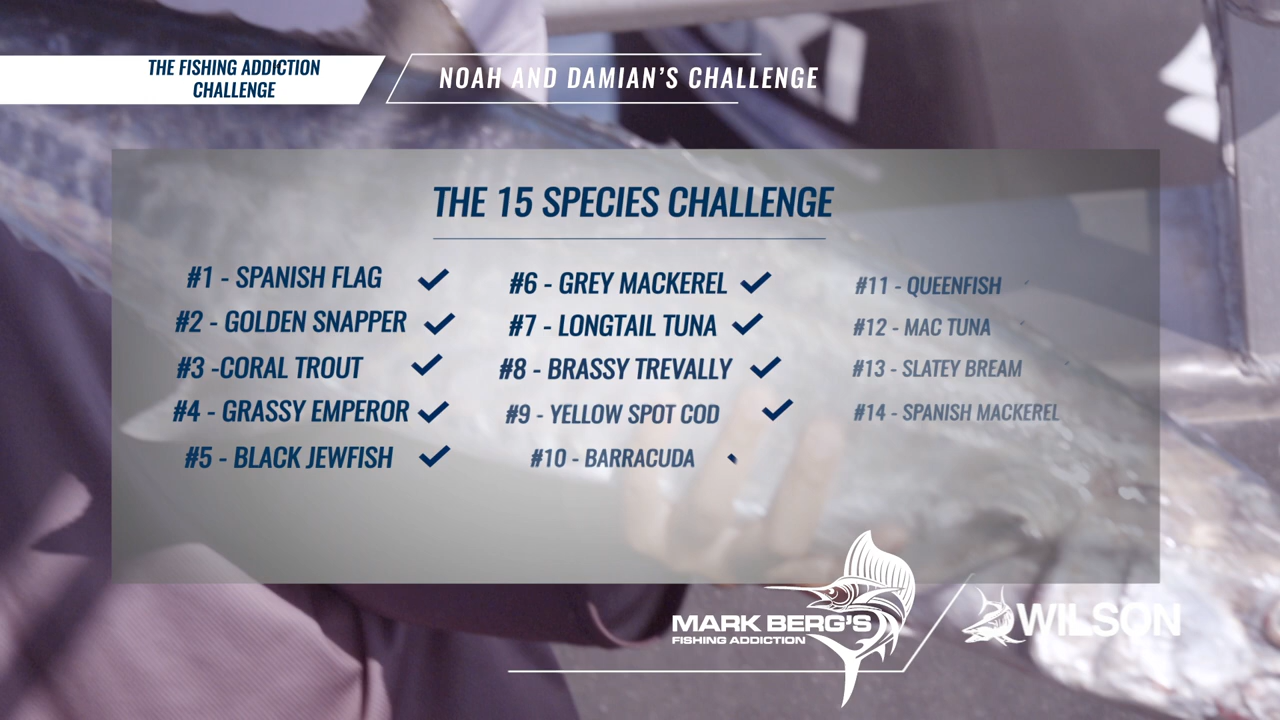 THE FISHING ADDICTION
CHALLENGE
NOAH AND DAMIAN'S CHALLENGE
THE 15 SPECIES CHALLENGE
#1 - SPANISH FLAG
#2 - GOLDEN SNAPPER
#3 -CORAL TROUT
#4 - GRASSY EMPEROR
#5 - BLACK JEWFISH
#6 - GREY MACKEREL
#7 - LONGTAIL TUNA
#8 - BRASSY TREVALLY
#9 - YELLOW SPOT COD
#10 - BARRACUDA
#11 - QUEENFISH
#12 - MAC TUNA
#13 - SLATEY BREAM
#14 - SPANISH MACKEREL
MARK BERG'S
FISHING ADDICTION
WILSON